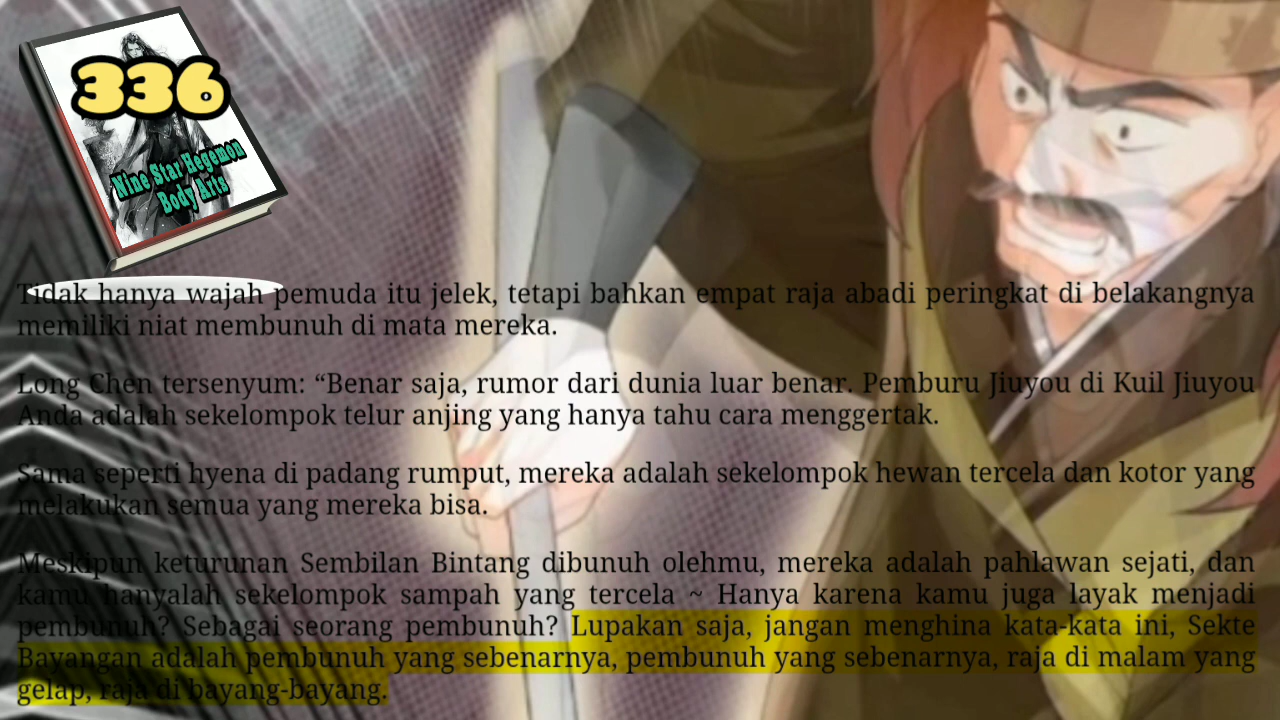 336
Nine Star Hegemon
Body Arts
Tidak hanya wajah pemuda itu jelek, tetapi bahkan empat raja abadi peringkat di belakangnya
memiliki niat membunuh di mata mereka.
Long Chen tersenyum: “Benar saja, rumor dari dunia luar benar. Pemburu Jiuyou di Kuil Jiuyou
Anda adalah sekelompok telur anjing yang hanya tahu cara menggertak.
Sama seperti hyena di padang rumput, mereka adalah sekelompok hewan tercela dan kotor yang
melakukan semua yang mereka bisa.
Meskipun keturunan Sembilan Bintang dibunuh olehmu, mereka adalah pahlawan sejati, dan
kamu hanyalah sekelompok sampah yang tercela ~ Hanya karena kamu juga layak menjadi
pembunuh? Sebagai seorang pembunuh? Lupakan saja, jangan menghina kata-kata ini, Sekte
Bayangan adalah pembunuh yang sebenarnya, pembunuh yang sebenarnya, raja di malam yang
gelap, raja di bayang-bayang.